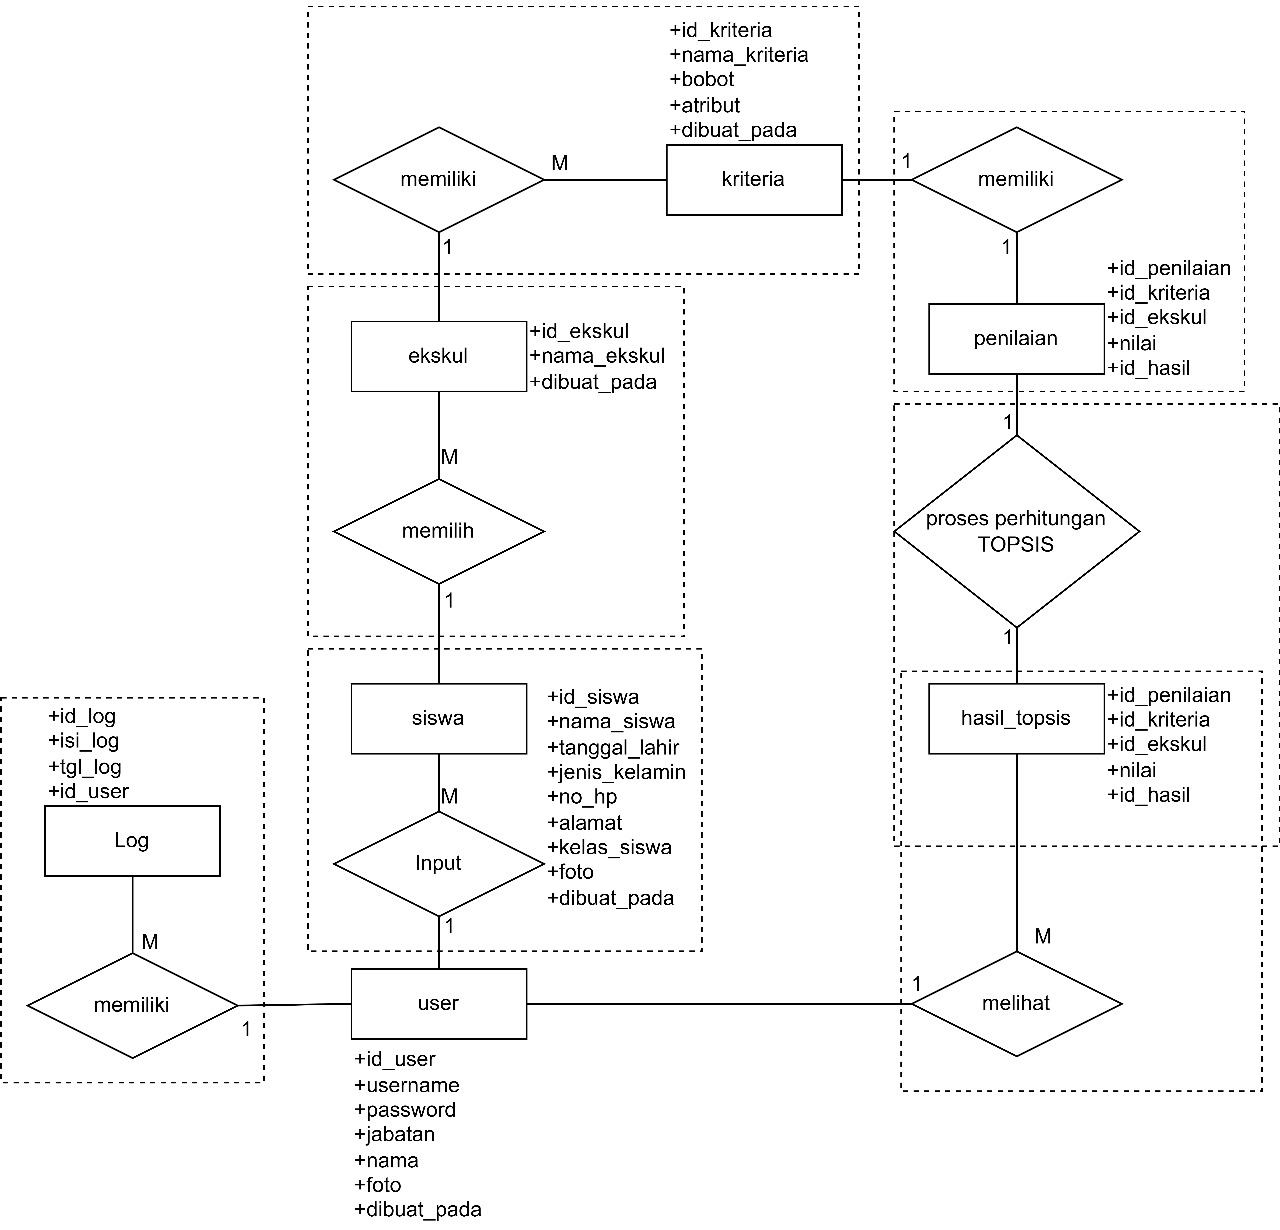 +id_kriteria
+nama_kriteria
+bobot
+atribut
+dibuat_pada
memiliki
M
kriteria
1
memiliki
1
1
+id_penilaian
+id_kriteria
+id_ekskul
+nilai
+id_hasil
penilaian
ekskul
+id_ekskul
+nama_ekskul
+dibuat_pada
1
M
memilih
1
proses perhitungan
TOPSIS
1
siswa
+id_siswa
+nama_siswa
+tanggal_lahir
+jenis_kelamin
+no_hp
+alamat
+kelas_siswa
+foto
+dibuat_pada
hasil_topsis
+id_penilaian
+id_kriteria
+id_ekskul
+nilai
+id_hasil
+id_log
+isi_log
+tgl_log
+id_user
Log
M
Input
1
M
memiliki
1
user
M
1
melihat
+id_user
+username
+password
+jabatan
+nama
+foto
+dibuat_pada